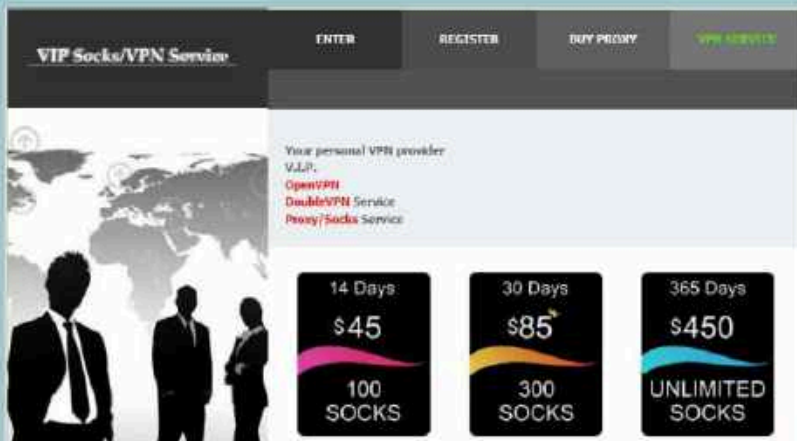 VIP Socks/VPN Service
ENTER
REGISTER
BUY PROXY
VPN SERVICE
Your personal VPN provider
V.I.P.
OpenVPN
DoubleVPN Service
Proxy/Socks Service
14 Days
$45
100
SOCKS
30 Days
$85
300
SOCKS
365 Days
$450
UNLIMITED
SOCKS